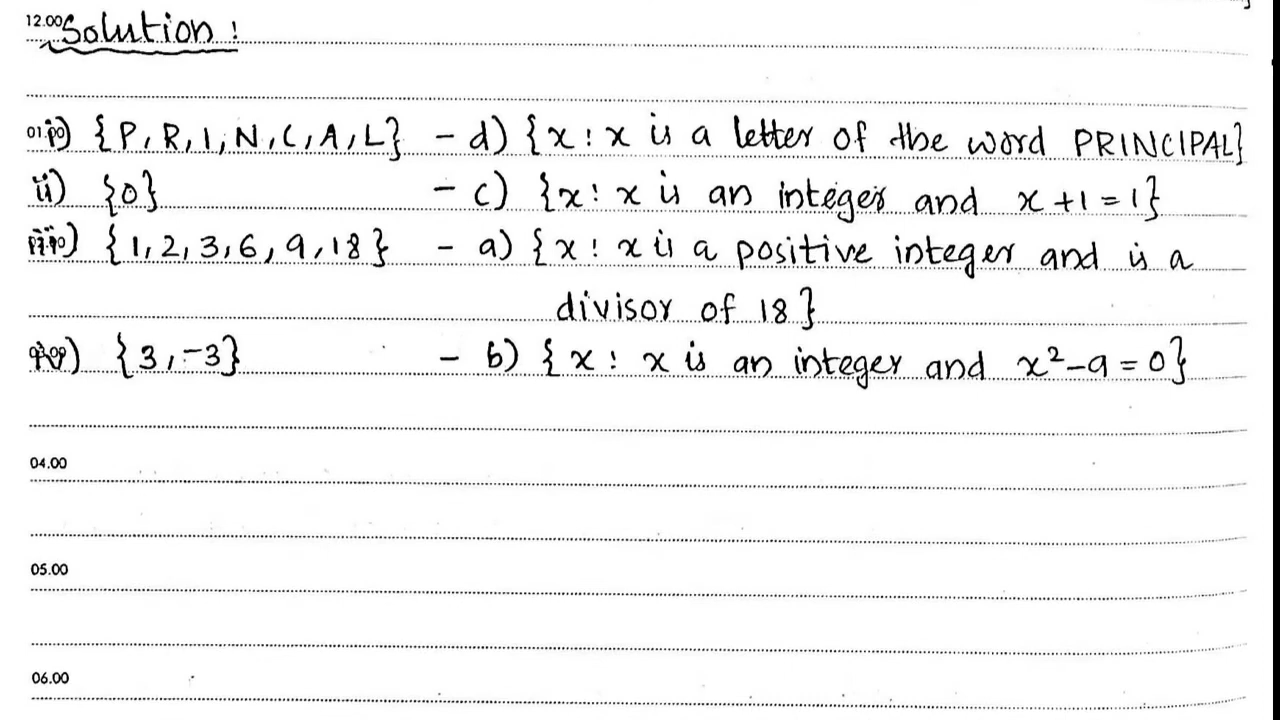 12.00 Solution :
01.00 i) {P, R, I, N, C, A, L} - d) {x : x is a letter of the word PRINCIPAL}
ii) {0} - c) {x : x is an integer and x + 1 = 1}
iii) {1, 2, 3, 6, 9, 18} - a) {x : x is a positive integer and is a
divisor of 18}
iv) {3, -3} - b) {x : x is an integer and x² - 9 = 0}
04.00
05.00
06.00